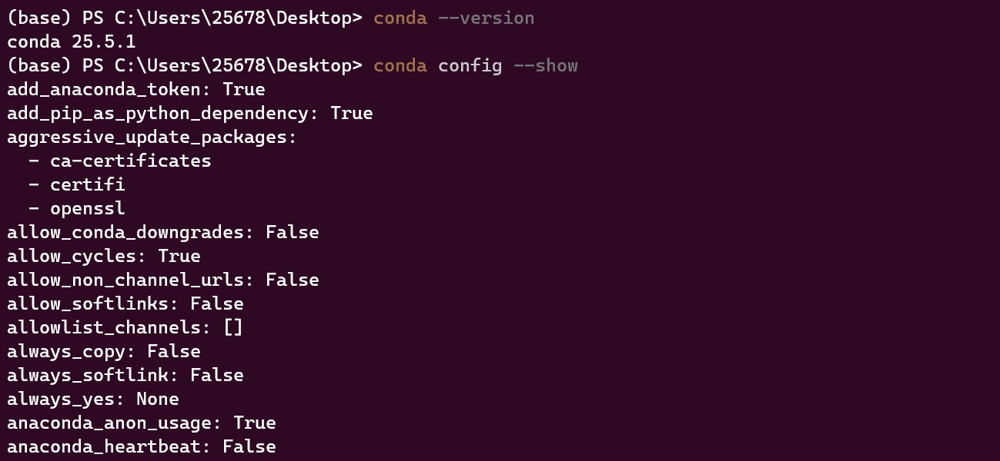 (base) PS C:\Users\25678\Desktop> conda --version
conda 25.5.1
(base) PS C:\Users\25678\Desktop> conda config --show
add_anaconda_token: True
add_pip_as_python_dependency: True
aggressive_update_packages:
  - ca-certificates
  - certifi
  - openssl
allow_conda_downgrades: False
allow_cycles: True
allow_non_channel_urls: False
allow_softlinks: False
allowlist_channels: []
always_copy: False
always_softlink: False
always_yes: None
anaconda_anon_usage: True
anaconda_heartbeat: False